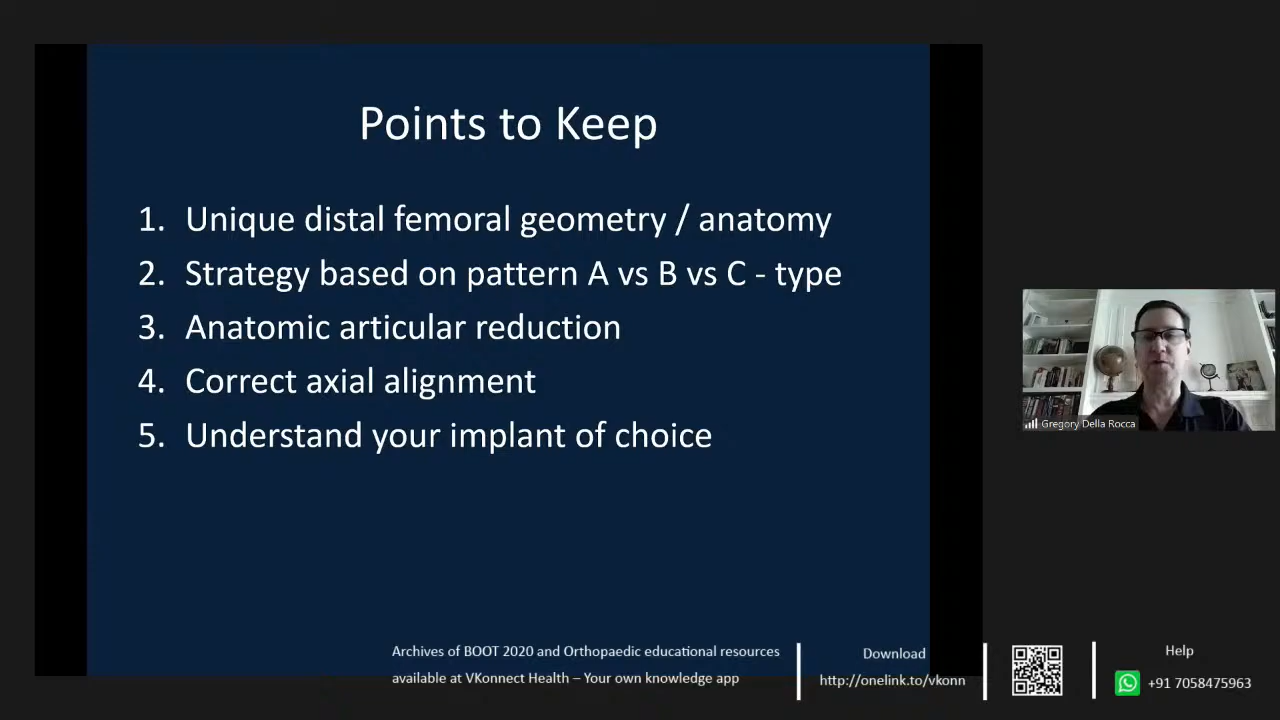 Points to Keep
1. Unique distal femoral geometry / anatomy
2. Strategy based on pattern A vs B vs C - type
3. Anatomic articular reduction
4. Correct axial alignment
5. Understand your implant of choice
Gregory Della Rocca
Archives of BOOT 2020 and Orthopaedic educational resources
available at VKonnect Health – Your own knowledge app
Download
http://onelink.to/vkonn
Help
+91 7058475963